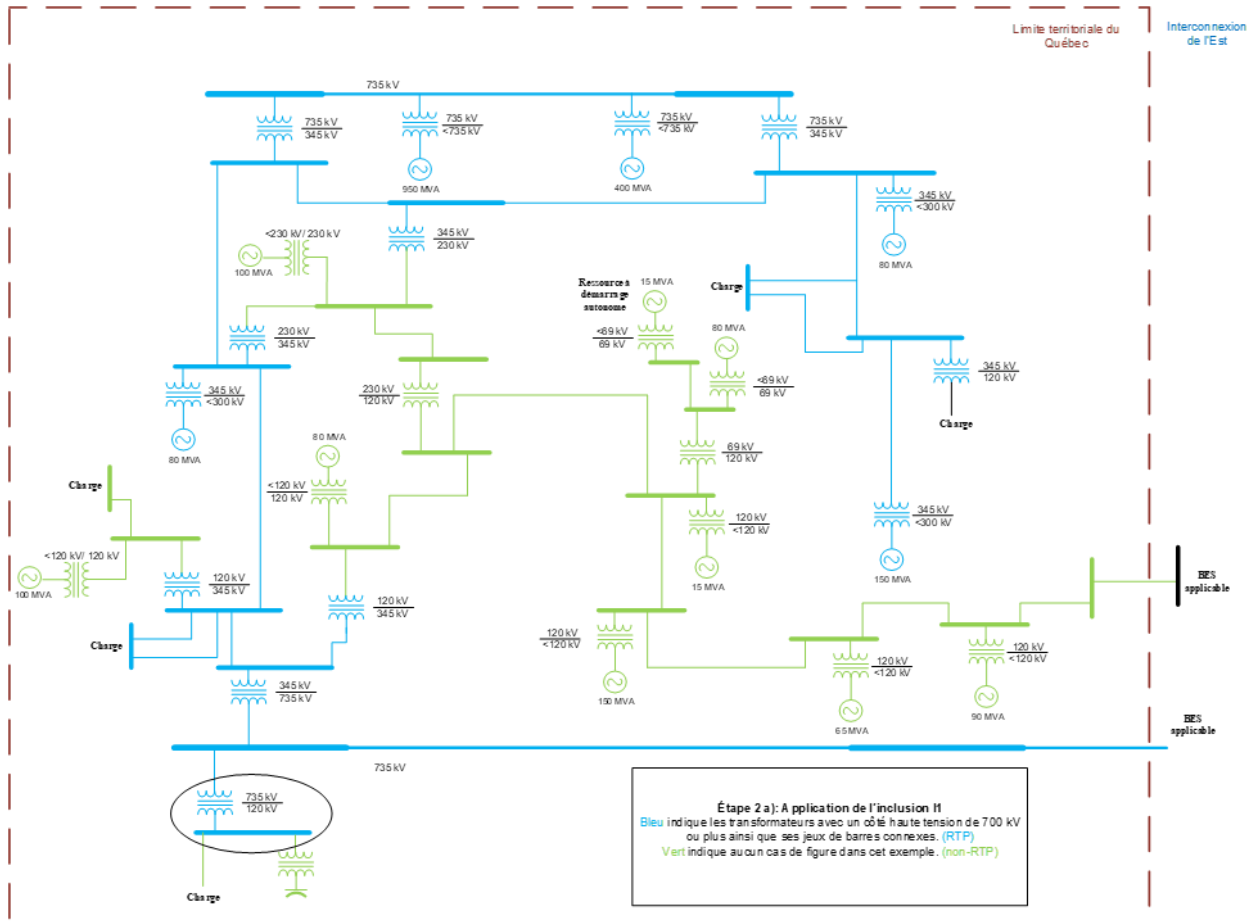 Limite territoriale du
Québec
Interconnexion
de l'Est
735 kV
735 kV
345 kV
735 kV
<735 kV
735 kV
<735 kV
735 kV
345 kV
950 MVA
400 MVA
345 kV
<300 kV
80 MVA
345 kV
230 kV
<230 kV/ 230 kV
100 MVA
Ressource à
démarrage
autonome
15 MVA
<69 kV
69 kV
80 MVA
<69 kV
69 kV
Charge
230 kV
345 kV
345 kV
<300 kV
80 MVA
230 kV
120 kV
345 kV
120 kV
Charge
80 MVA
<120 kV
120 kV
69 kV
120 kV
Charge
<120 kV/ 120 kV
100 MVA
120 kV
<120 kV
15 MVA
345 kV
<300 kV
150 MVA
120 kV
345 kV
120 kV
345 kV
BES
applicable
Charge
120 kV
<120 kV
150 MVA
120 kV
<120 kV
65 MVA
120 kV
<120 kV
90 MVA
345 kV
735 kV
BES
applicable
735 kV
735 kV
120 kV
Charge
Étape 2 a): Application de l'inclusion I1
Bleu indique les transformateurs avec un côté haute tension de 700 kV
ou plus ainsi que ses jeux de barres connexes. (RTP)
Vert indique aucun cas de figure dans cet exemple. (non-RTP)